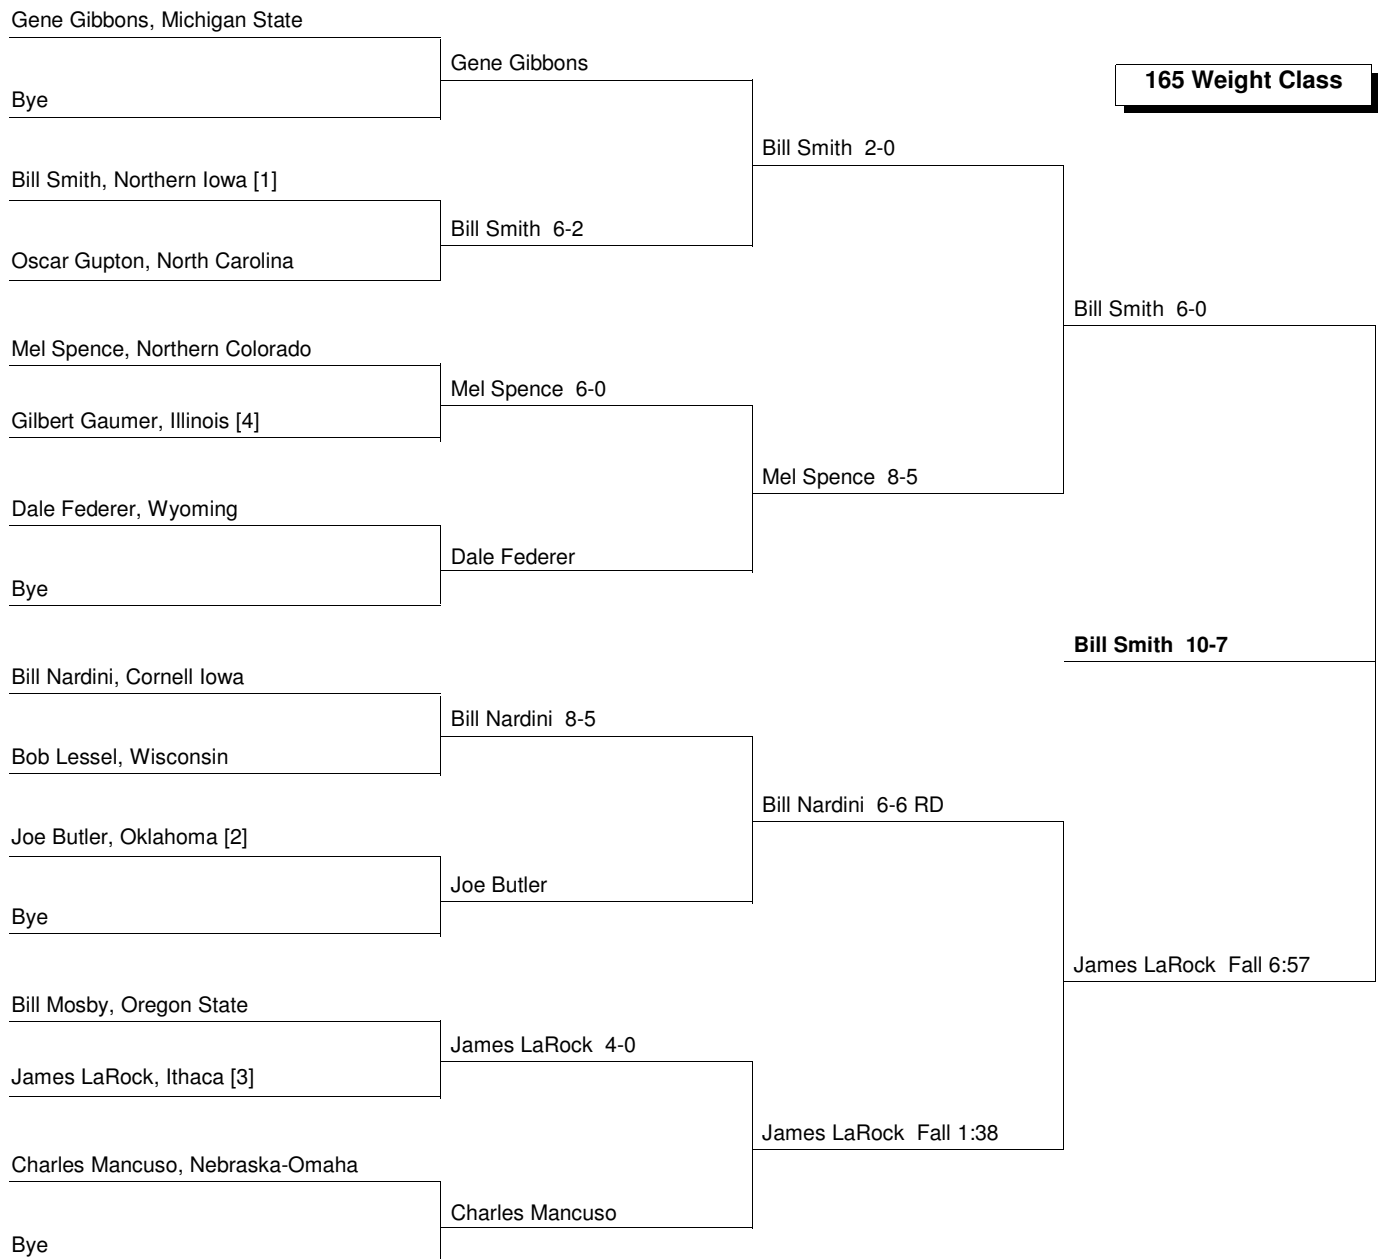 Gene Gibbons, Michigan State
Gene Gibbons
165 Weight Class
Bye
Bill Smith  2-0
Bill Smith, Northern Iowa [1]
Bill Smith  6-2
Oscar Gupton, North Carolina
Bill Smith  6-0
Mel Spence, Northern Colorado
Mel Spence  6-0
Gilbert Gaumer, Illinois [4]
Mel Spence  8-5
Dale Federer, Wyoming
Dale Federer
Bye
Bill Smith  10-7
Bill Nardini, Cornell Iowa
Bill Nardini  8-5
Bob Lessel, Wisconsin
Bill Nardini  6-6 RD
Joe Butler, Oklahoma [2]
Joe Butler
Bye
James LaRock  Fall 6:57
Bill Mosby, Oregon State
James LaRock  4-0
James LaRock, Ithaca [3]
James LaRock  Fall 1:38
Charles Mancuso, Nebraska-Omaha
Charles Mancuso
Bye